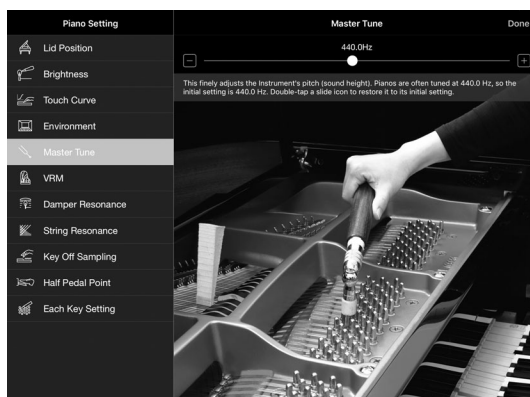 Piano Setting
Master Tune
Done
Lid Position
Brightness
Touch Curve
Environment
Master Tune
VRM
Damper Resonance
String Resonance
Key Off Sampling
Half Pedal Point
Each Key Setting
440.0Hz
This finely adjusts the Instrument's pitch (sound height). Pianos are often tuned at 440.0 Hz, so the
initial setting is 440.0 Hz. Double-tap a slide icon to restore it to its initial setting.